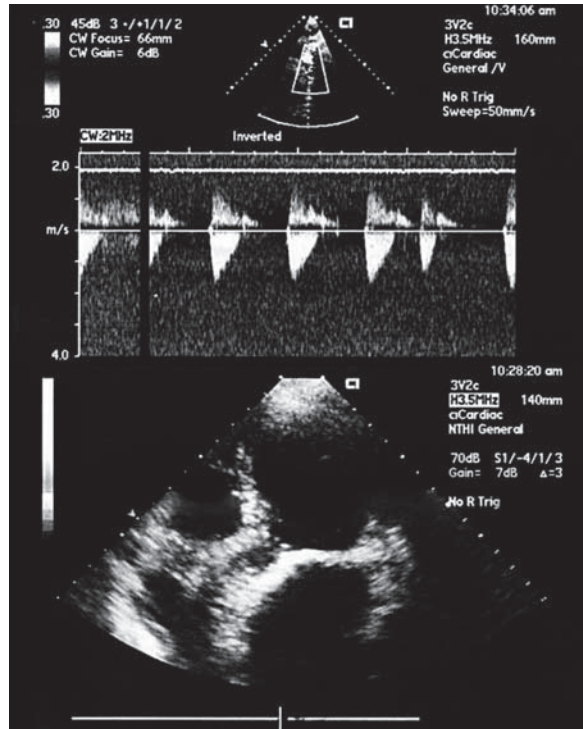 10:34:06 am
.30
45dB 3 ·/+1/1/2
CW Focus= 66mm
CW Gain= 6dB
.30
3V2c
H3.5MHz 160mm
Cardiac
General /V
No R Trig
Sweep=50mm/s
Inverted
CW:2MHz
2.0
m/s
4.0
10:28:20 am
3V2c
H3.5MHz 140mm
Cardiac
NTHI General
70dB S1/-4/1/3
Gain= 7dB Δ=3
No R Trig